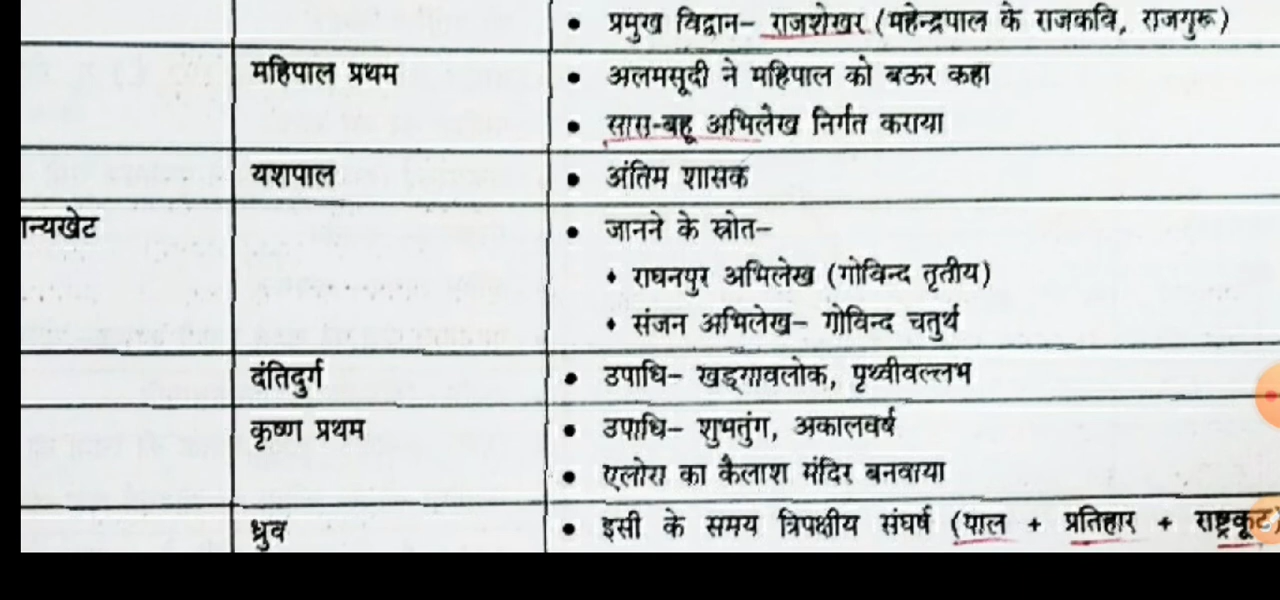 • प्रमुख विद्वान– राजशेखर (महेन्द्रपाल के राजकवि, राजगुरू)
महिपाल प्रथम • अलमसूदी ने महिपाल को बऊर कहा
• सास-बहू अभिलेख निर्गत कराया
यशपाल • अंतिम शासक
न्यखेट • जानने के स्रोत–
♦ राघनपुर अभिलेख (गोविन्द तृतीय)
♦ संजन अभिलेख– गोविन्द चतुर्थ
दंतिदुर्ग • उपाधि– खड्गावलोक, पृथ्वीवल्लभ
कृष्ण प्रथम • उपाधि– शुभतुंग, अकालवर्ष
• एलोरा का कैलाश मंदिर बनवाया
ध्रुव • इसी के समय त्रिपक्षीय संघर्ष (पाल + प्रतिहार + राष्ट्रकूट)